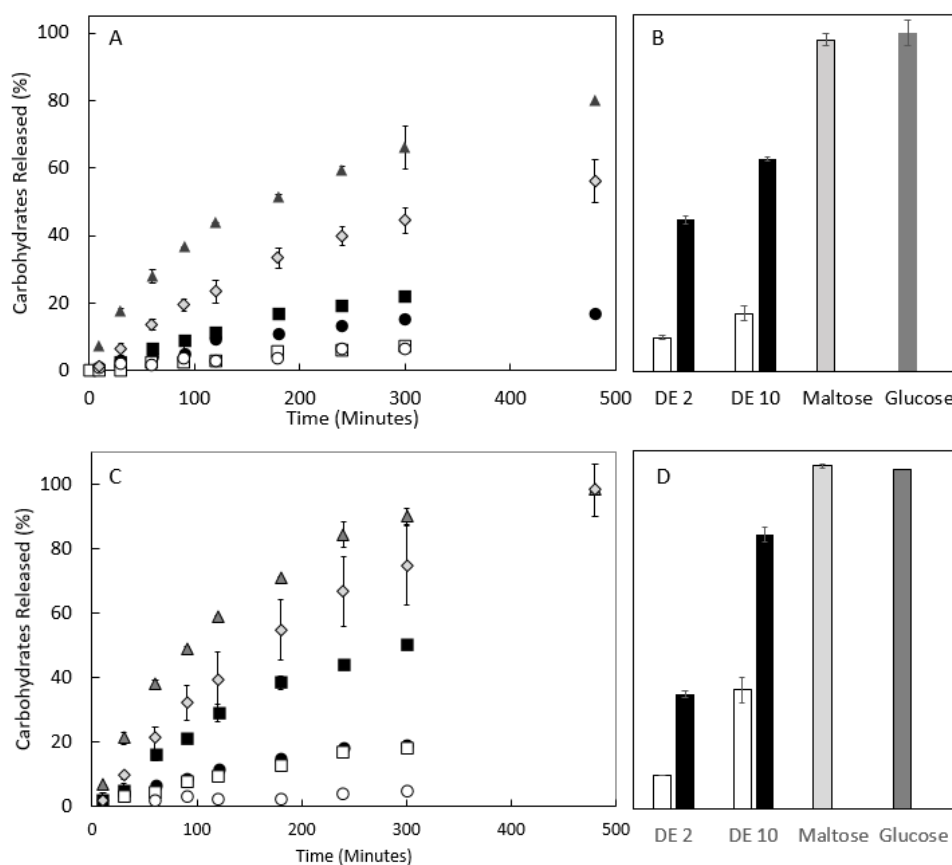 A
Carbohydrates Released (%)
100
80
60
40
20
0
0 100 200 300 400 500
Time (Minutes)
B
DE 2 DE 10 Maltose Glucose
C
Carbohydrates Released (%)
100
80
60
40
20
0
0 100 200 300 400 500
Time (Minutes)
D
DE 2 DE 10 Maltose Glucose